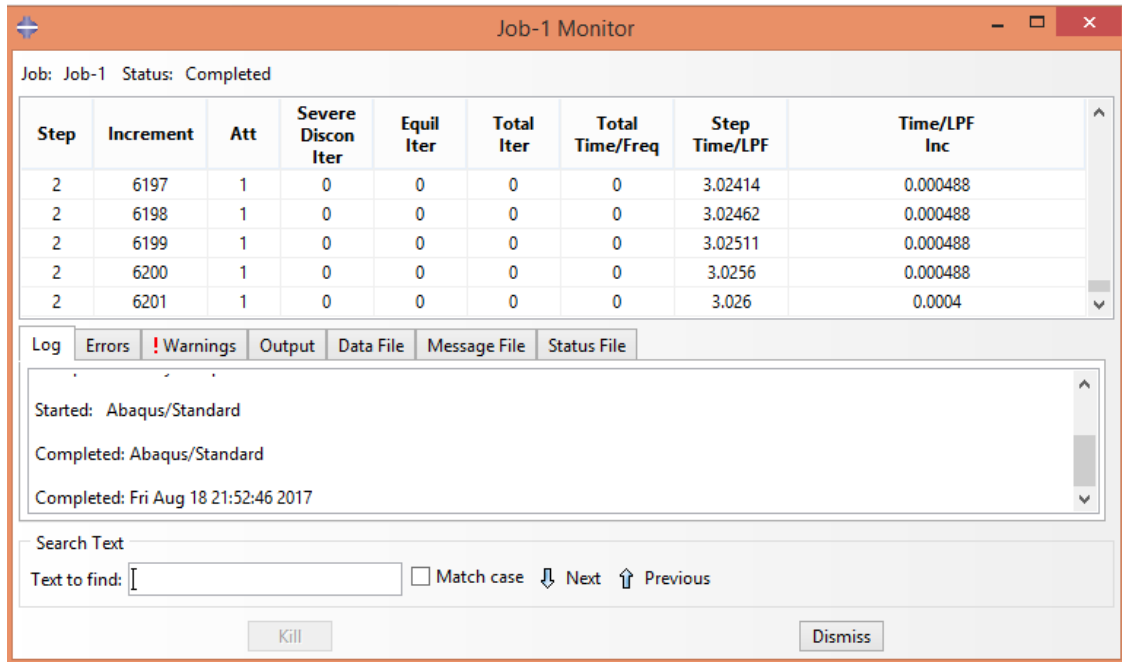 Job-1 Monitor
Job: Job-1 Status: Completed
Step Increment Att Severe Discon Iter Equil Iter Total Iter Total Time/Freq Step Time/LPF Time/LPF Inc
2 6197 1 0 0 0 0 3.02414 0.000488
2 6198 1 0 0 0 0 3.02462 0.000488
2 6199 1 0 0 0 0 3.02511 0.000488
2 6200 1 0 0 0 0 3.0256 0.000488
2 6201 1 0 0 0 0 3.026 0.0004
Log Errors ! Warnings Output Data File Message File Status File
Started: Abaqus/Standard
Completed: Abaqus/Standard
Completed: Fri Aug 18 21:52:46 2017
Search Text
Text to find: Match case Next Previous
Kill Dismiss